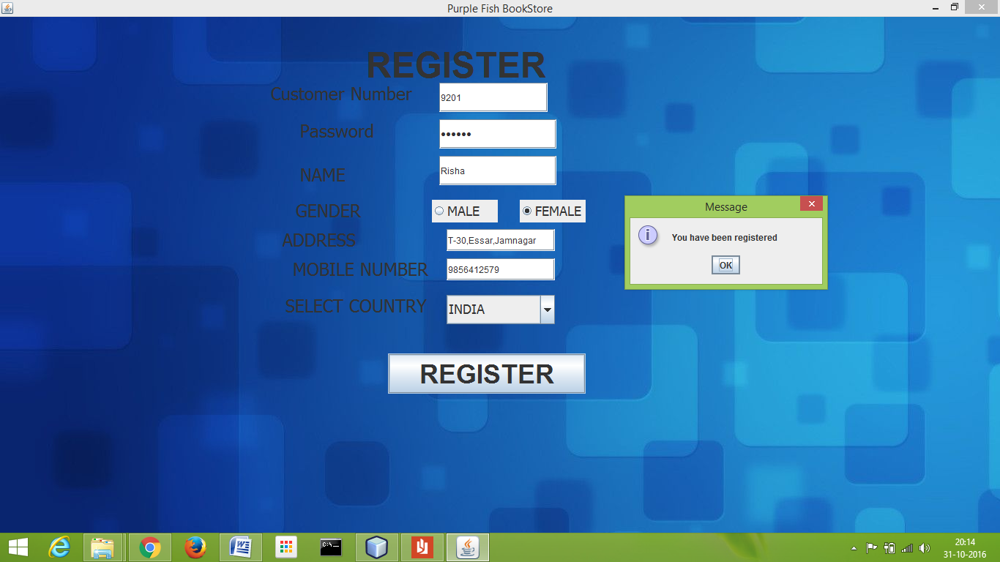 Purple Fish BookStore
REGISTER
Customer Number 9201
Password ••••••
NAME Risha
GENDER MALE FEMALE
ADDRESS T-30,Essar,Jamnagar
MOBILE NUMBER 9856412579
SELECT COUNTRY INDIA
REGISTER
Message
You have been registered
OK
20:14
31-10-2016